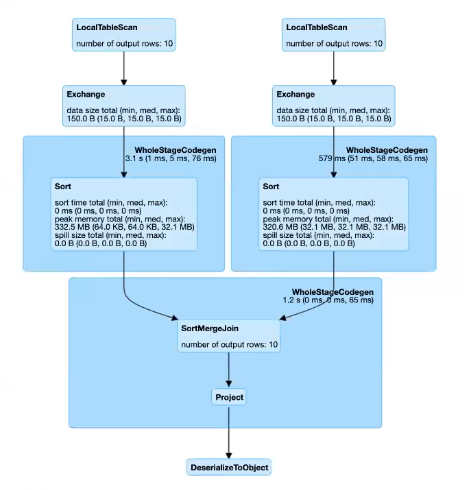 LocalTableScan
number of output rows: 10
LocalTableScan
number of output rows: 10
Exchange
data size total (min, med, max):
150.0 B (15.0 B, 15.0 B, 15.0 B)
Exchange
data size total (min, med, max):
150.0 B (15.0 B, 15.0 B, 15.0 B)
WholeStageCodegen
3.1 s (1 ms, 5 ms, 76 ms)
Sort
sort time total (min, med, max):
0 ms (0 ms, 0 ms, 0 ms)
peak memory total (min, med, max):
332.5 MB (64.0 KB, 64.0 KB, 32.1 MB)
spill size total (min, med, max):
0.0 B (0.0 B, 0.0 B, 0.0 B)
WholeStageCodegen
579 ms (51 ms, 58 ms, 65 ms)
Sort
sort time total (min, med, max):
0 ms (0 ms, 0 ms, 0 ms)
peak memory total (min, med, max):
320.6 MB (32.1 MB, 32.1 MB, 32.1 MB)
spill size total (min, med, max):
0.0 B (0.0 B, 0.0 B, 0.0 B)
WholeStageCodegen
1.2 s (0 ms, 0 ms, 65 ms)
SortMergeJoin
number of output rows: 10
Project
DeserializeToObject